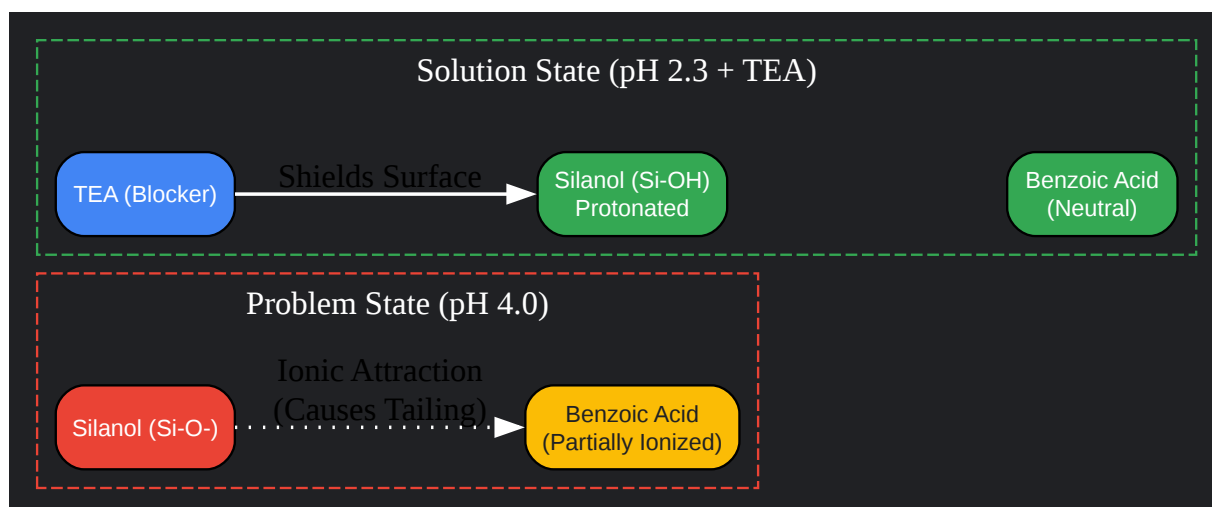 Solution State (pH 2.3 + TEA)
TEA (Blocker)
Shields Surface
Silanol (Si-OH)
Protonated
Benzoic Acid
(Neutral)
Problem State (pH 4.0)
Silanol (Si-O-)
Ionic Attraction
(Causes Tailing)
Benzoic Acid
(Partially Ionized)